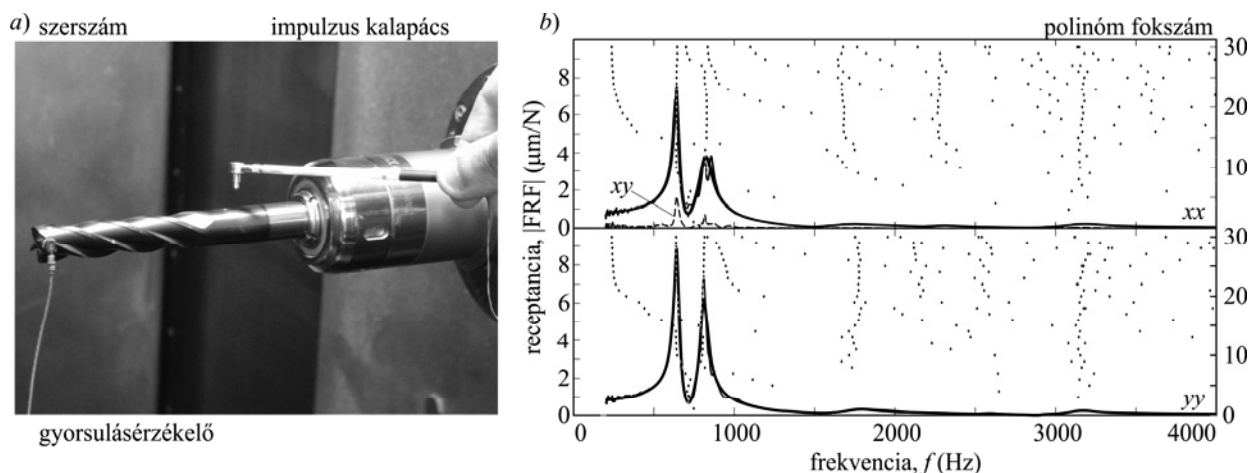 a) szerszám impulzus kalapács
gyorsulásérzékelő
b) polinóm fokszám
receptancia, |FRF| (μm/N)
8
6
4
2
0
30
20
10
0
xy
xx
8
6
4
2
0
30
20
10
0
yy
0 1000 2000 3000 4000
frekvencia, f (Hz)